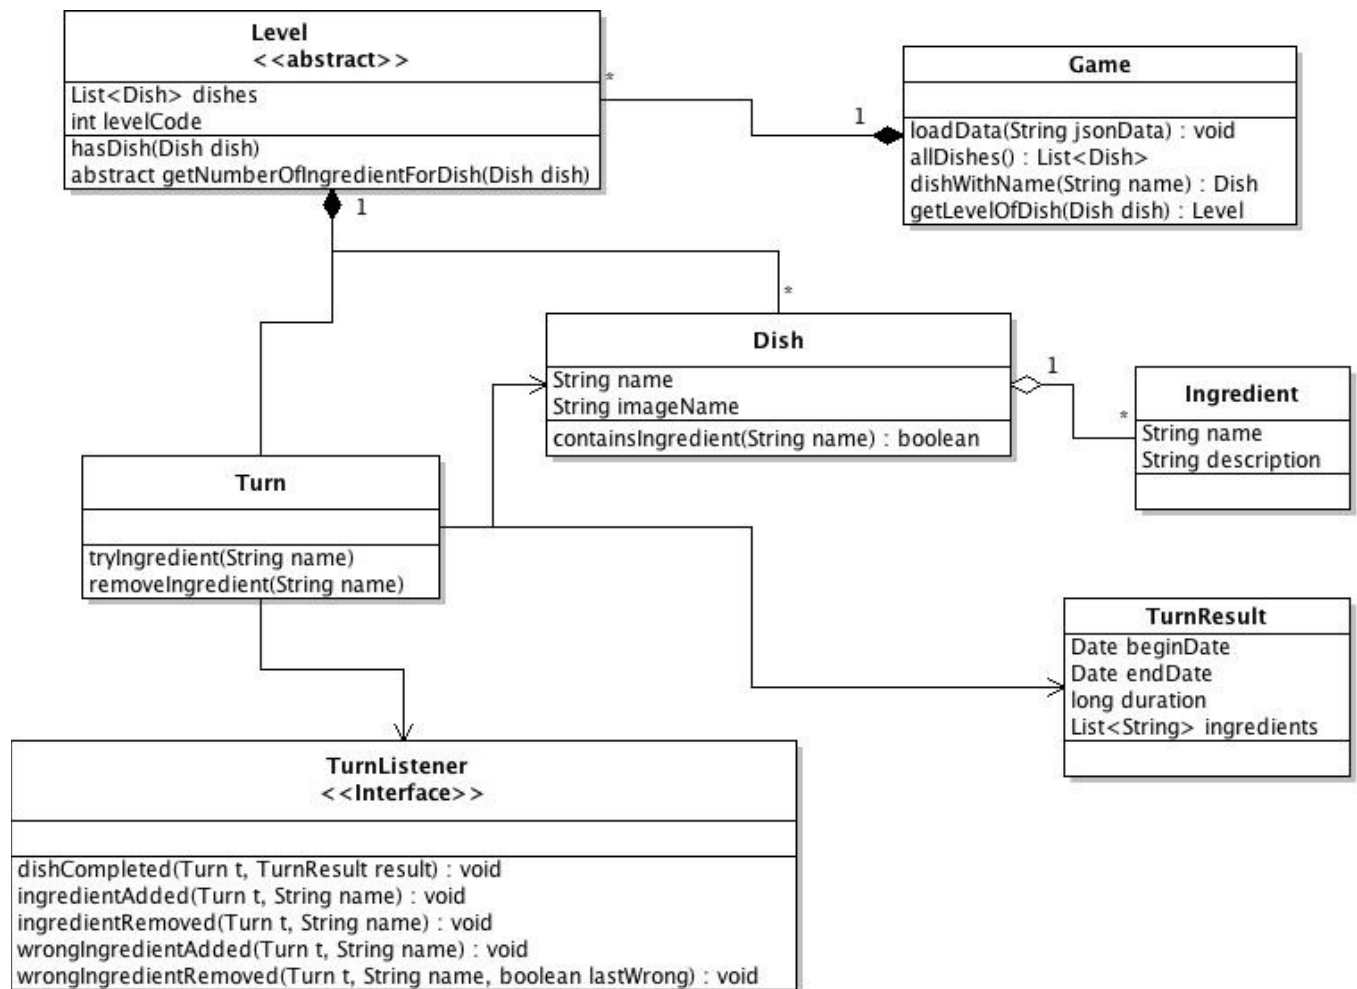 Level
<<abstract>>
List<Dish> dishes
int levelCode
hasDish(Dish dish)
abstract getNumberOfIngredientForDish(Dish dish)
*
1
1
Game
loadData(String jsonData) : void
allDishes() : List<Dish>
dishWithName(String name) : Dish
getLevelOfDish(Dish dish) : Level
*
Dish
String name
String imageName
containsIngredient(String name) : boolean
1
*
Ingredient
String name
String description
Turn
tryIngredient(String name)
removeIngredient(String name)
TurnResult
Date beginDate
Date endDate
long duration
List<String> ingredients
TurnListener
<<Interface>>
dishCompleted(Turn t, TurnResult result) : void
ingredientAdded(Turn t, String name) : void
ingredientRemoved(Turn t, String name) : void
wrongIngredientAdded(Turn t, String name) : void
wrongIngredientRemoved(Turn t, String name, boolean lastWrong) : void